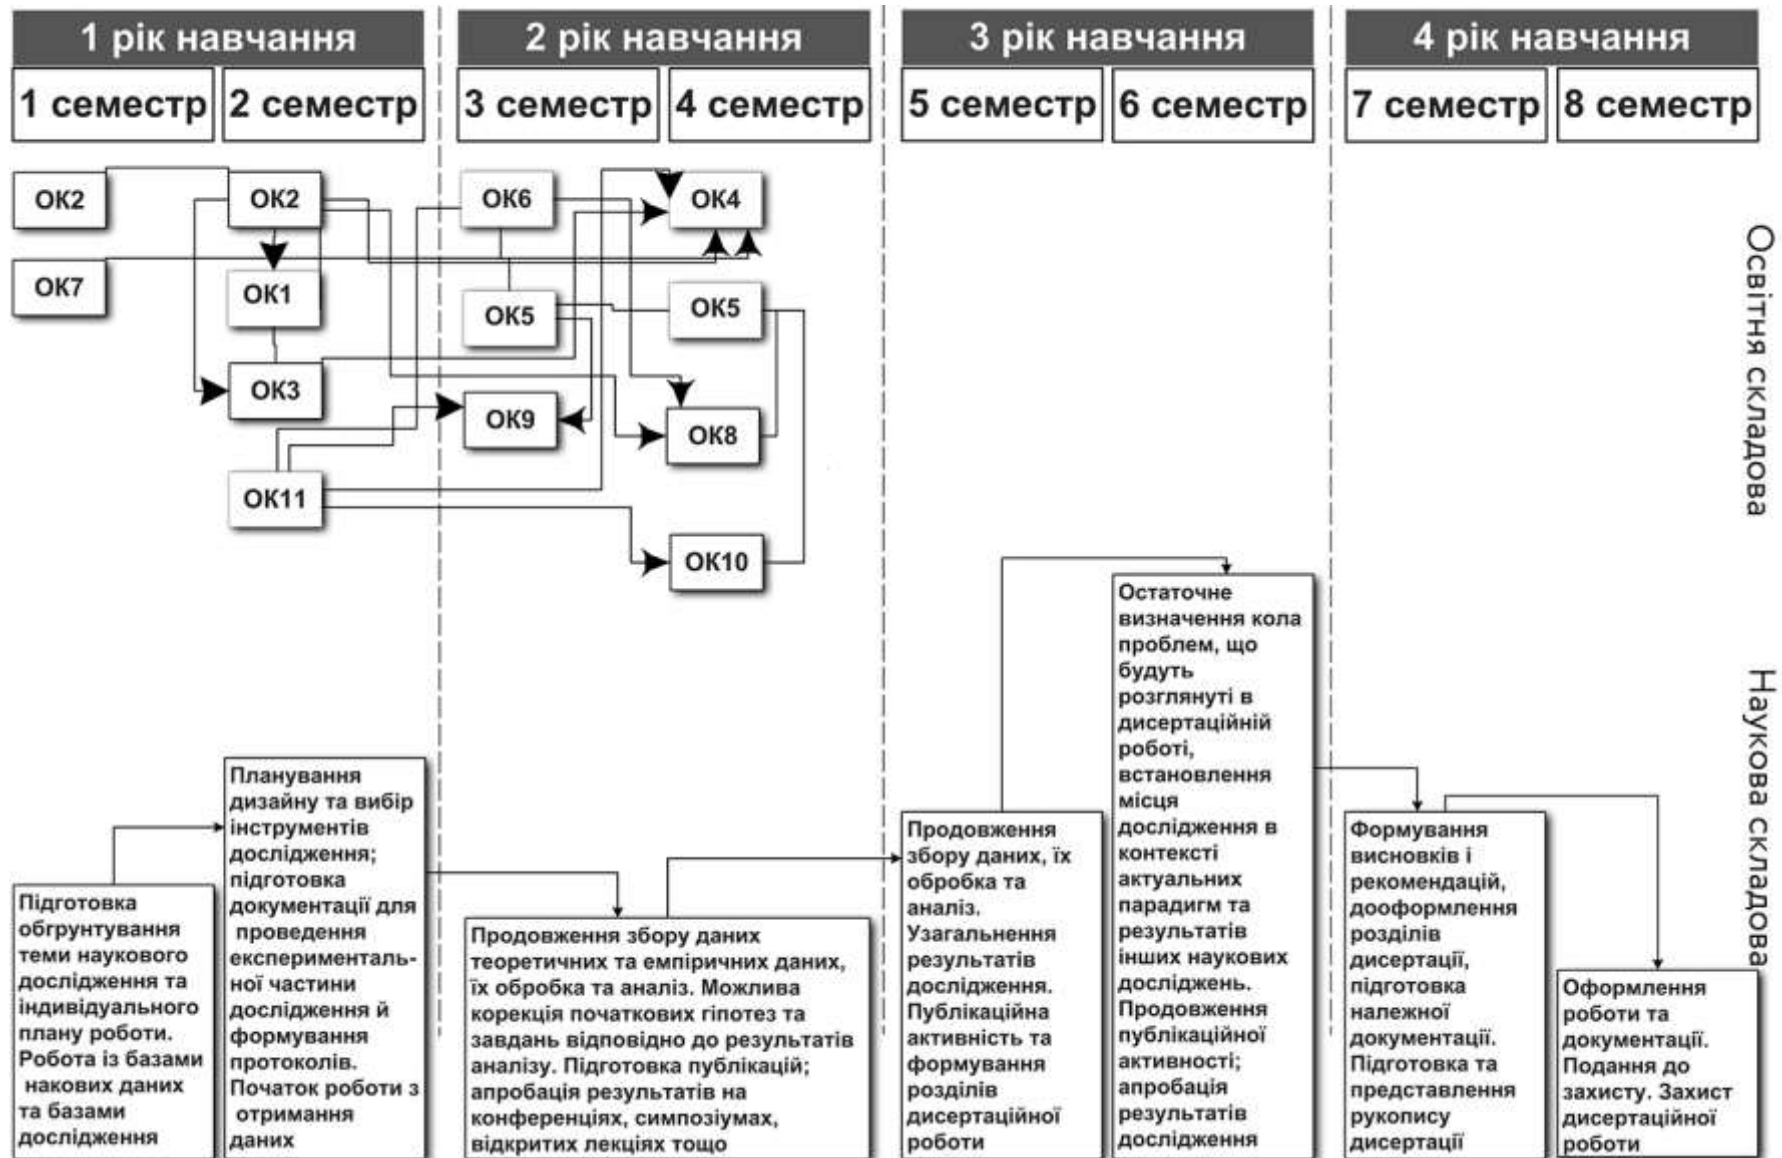 1 рік навчання
2 рік навчання
3 рік навчання
4 рік навчання
1 семестр
2 семестр
3 семестр
4 семестр
5 семестр
6 семестр
7 семестр
8 семестр
ОК2
ОК2
ОК6
ОК4
ОК7
ОК1
ОК5
ОК5
ОК3
ОК9
ОК8
ОК11
ОК10
Освітня складова
Наукова складова
Підготовка
обгрунтування
теми наукового
дослідження та
індивідуального
плану роботи.
Робота із базами
накових даних
та базами
дослідження
Планування
дизайну та вибір
інструментів
дослідження;
підготовка
документації для
проведення
експерименталь-
ної частини
дослідження й
формування
протоколів.
Початок роботи з
отримання
даних
Продовження збору даних
теоретичних та емпіричних даних,
їх обробка та аналіз. Можлива
корекція початкових гіпотез та
завдань відповідно до результатів
аналізу. Підготовка публікацій;
апробація результатів на
конференціях, симпозіумах,
відкритих лекціях тощо
Продовження
збору даних, їх
обробка та
аналіз.
Узагальнення
результатів
дослідження.
Публікаційна
активність та
формування
розділів
дисертаційної
роботи
Остаточне
визначення кола
проблем, що
будуть
розглянуті в
дисертаційній
роботі,
встановлення
місця
дослідження в
контексті
актуальних
парадигм та
результатів
інших наукових
досліджень.
Продовження
публікаційної
активності;
апробація
результатів
дослідження
Формування
висновків і
рекомендацій,
дооформлення
розділів
дисертації,
підготовка
належної
документації.
Підготовка та
представлення
рукопису
дисертації
Оформлення
роботи та
документації.
Подання до
захисту. Захист
дисертаційної
роботи